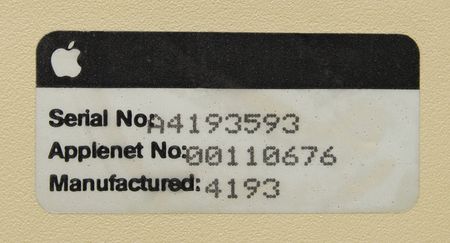 Serial No: A4193593
Applenet No: 00110676
Manufactured: 4193